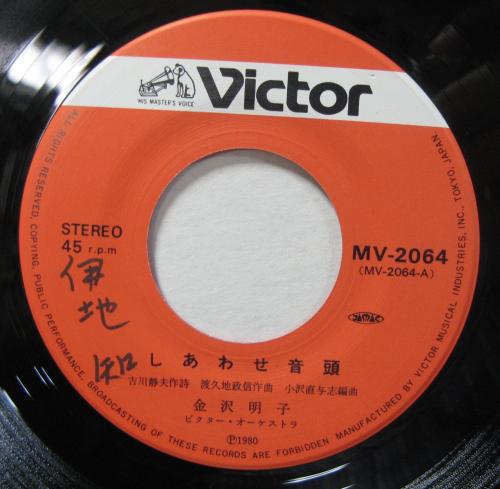 Victor
HIS MASTER'S VOICE
ALL RIGHTS RESERVED, COPYING, PUBLIC PERFORMANCE, BROADCASTING OF THESE RECORDS ARE FORBIDDEN. MANUFACTURED BY VICTOR MUSICAL INDUSTRIES, INC., TOKYO, JAPAN.
STEREO
45 r.p.m
MV-2064
(MV-2064-A)
JASRAC
伊地知
しあわせ音頭
吉川静夫作詩 渡久地政信作曲 小沢直与志編曲
金沢明子
ビクター・オーケストラ
Ⓟ1980